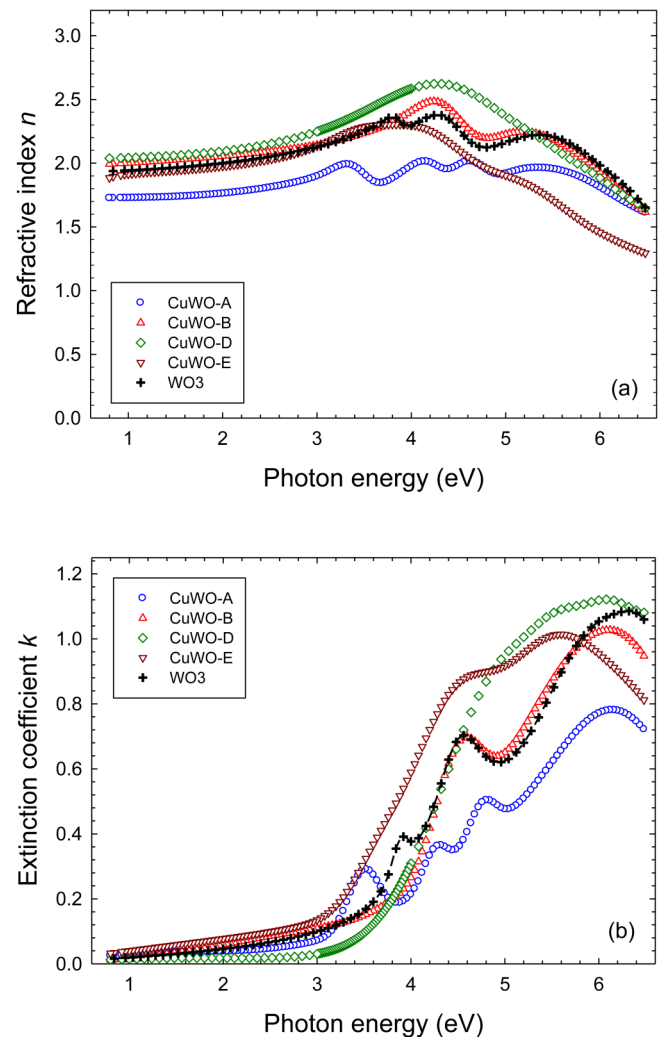 3.0
2.5
2.0
1.5
1.0
0.5
0.0
Refractive index n
CuWO-A
CuWO-B
CuWO-D
CuWO-E
WO3
(a)
1 2 3 4 5 6
Photon energy (eV)
1.2
1.0
0.8
0.6
0.4
0.2
0.0
Extinction coefficient k
CuWO-A
CuWO-B
CuWO-D
CuWO-E
WO3
(b)
1 2 3 4 5 6
Photon energy (eV)